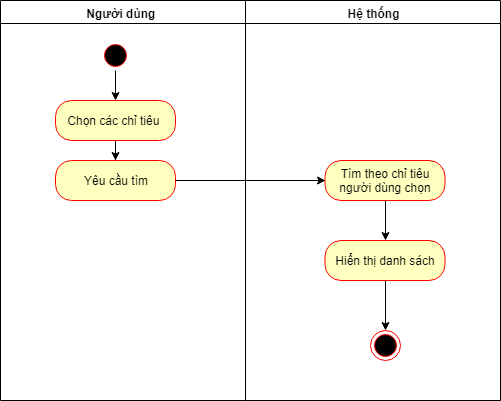 Người dùng
Hệ thống
Chọn các chỉ tiêu
Yêu cầu tìm
Tìm theo chỉ tiêu
người dùng chọn
Hiển thị danh sách